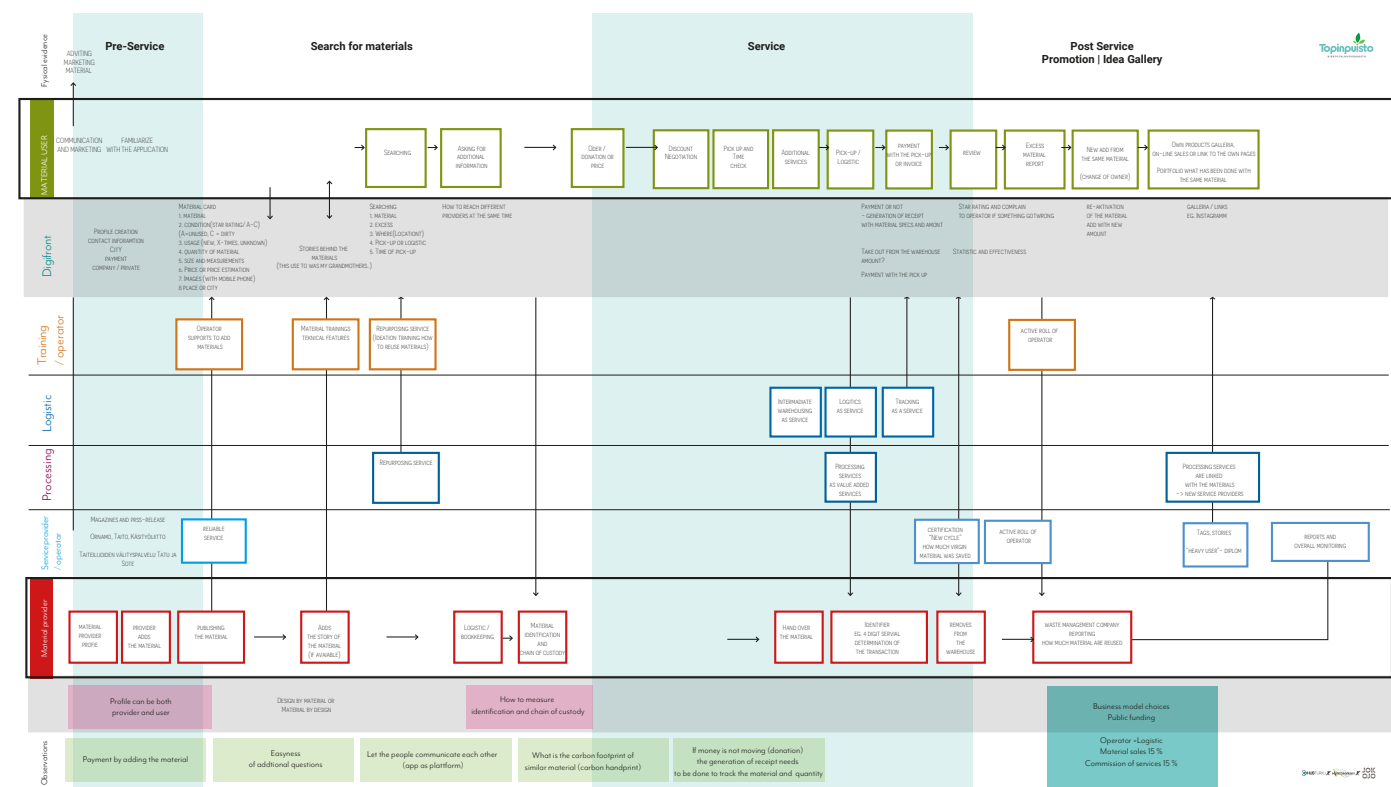 Pre-Service
Search for materials
Service
Post Service
Promotion | Idea Gallery
Topinpuisto
Fysical evidence
ADVITING
MARKETING
MATERIAL
MATERIAL USER
COMMUNICATION
AND MARKETING
FAMILIARIZE
WITH THE APPLICATION
SEARCHING
ASKING FOR
ADDITIONAL
INFORMATION
ODEX /
DONATION OR
PRICE
DISCOUNT
NEGOTIATION
PICK UP AND
TIME
CHECK
ADDITIONAL
SERVICES
PICK-UP /
LOGISTIC
PAYMENT
WITH THE PICK-UP
OR INVOICE
REVIEW
EXCESS
MATERIAL
REPORT
NEW ADD FROM
THE SAME MATEIRAL
(CHANGE OF OWNER)
OWN PRODUCTS GALLERIA,
ON-LINE SALES OR LINK TO THE OWN PAGES
PORTFOLIO WHAT HAS BEEN DONE WITH
THE SAME MATERIAL
Digifront
PROFILE CREATION
CONTACT INFORAMTION
CITY
PAYMENT
COMPANY / PRIVATE
MATERIAL CARD
1. MATERIAL
2. CONDITION(STAR RATING/ A-C)
(A=UNUSED, C = DIRTY
3. USAGE (NEW, X-TIMES, UNKNOWN)
4. QUANTITY OF MATERIAL
5. SIZE AND MEASUREMENTS
6. PRICE OR PRICE ESTIMATION
7. IMAGES (WITH MOBILE PHONE)
8.PLACE OR CITY
STORIES BEHIND THE
MATERIALS
(THIS USE TO WAS MY GRANDMOTHERS..)
SEARCHING
1. MATERIAL
2. EXCESS:
3. WHERE(LOCATIONT)
4. PICK-UP OR LOGISTIC
5. TIME OF PICK-UP
HOW TO REACH DIFFERENT
PROVIDERS AT THE SAME TIME
PAYMENT OR NOT
- GENERATION OF RECEIPT
WITH MATERIAL SPECS AND AMONT
TAKE OUT FROM THE WAREHOUSE
AMOUNT?
PAYMENT WITH THE PICK UP
STAR RATING AND COMPLAIN
TO OPERATOR IF SOMETHING GOTWRONG
STATISTIC AND EFFECTIVENESS
RE-AKTIVATION
OF THE MATERIAL
ADD WITH NEW
AMOUNT
GALLERIA / LINKS
EG. INSTAGRAMM
Training
/ operator
OPERATOR
SUPPORTS TO ADD
MATERIALS
MATERIAL TRAININGS
TERNICAL FEATURES
REPURPOSING SERVICE
(IDEATION TRAINING HOW
TO REUSE MATERIALS)
ACTIVE ROLL OF
OPERATOR
Logistic
INTERMADIATE
WAREHOUSING
AS SERVICE
LOGITICS
AS SERVICE
TRACKING
AS A SERVICE
Processing
REPURPOSING SERVICE
PROCESSING
SERVICES
AS VALUE ADDED
SERVICES
PROCESSING SERVICES
ARE LINKED
WITH THE MATERIALS
-> NEW SERVICE PROVIDERS
Serviceprovider
/ operator
MAGAZINES AND PRSS-RELEASE
ORNAMO, TAITO, KÄSITYÖLIITTO
TAITEILIJOIDEN VÄLITYSPALVELU TATU JA
SOTE
RELIABLE
SERVICE
CERTIFICATION
"NEW CYCLE"
HOW MUCH VIRGIN
MATERIAL WAS SAVED
ACTIVE ROLL OF
OPERATOR
TAGS, STORIES
"HEAVY USER"- DIPLOM
REPORTS AND
OVERALL MONITORING
Material provider
MATERIAL
PROVIDER
PROFIE
PROVIDER
ADDS
THE MATERIAL
PUBLISHING
THE MATERIAL
ADDS
THE STORY OF
THE MATERIAL
(IF AVAIABLE)
LOGISTIC /
BOOKKEEPING
MATERIAL
IDENTIFCATION
AND
CHAIN OF CUSTODY
HAND OVER
THE MATERIAL
IDENTIFIER
EG. 4 DIGIT SERVIAL
DETERMINATION OF
THE TRANSACTION
REMOVES
FROM
THE
WAREHOUSE
WASTE MANAGEMENT COMPANY
REPORTING
HOW MUCH MATERIAL ARE REUSED
Profile can be both
provider and user
DESIGN BY MATERIAL OR
MATERIAL BY DESIGN
How to measure
identification and chain of custody
Business model choices
Public funding
Operator +Logistic
Material sales 15 %
Commission of services 15 %
Observations
Payment by adding the material
Easyness
of addtional questions
Let the people communicate each other
(app as plattform)
What is the carbon footprint of
similar material (carbon handprint)
If money is not moving (donation)
the generation of receipt needs
to be done to track the material and quantity